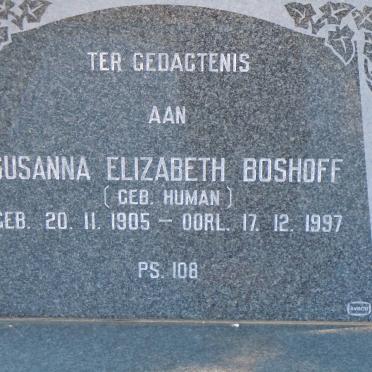 TER GEDAGTENIS
AAN
SUSANNA ELIZABETH BOSHOFF
(GEB. HUMAN)
GEB. 20. 11. 1905 – OORL. 17. 12. 1997
PS. 108